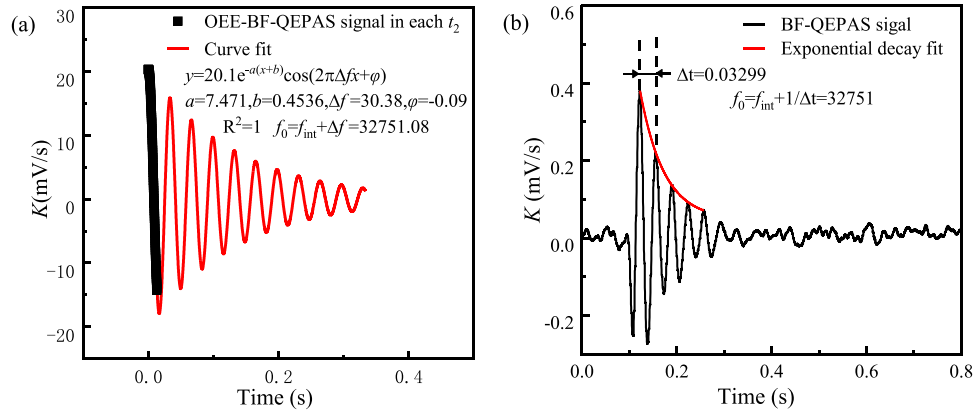 (a)
OEE-BF-QEPAS signal in each t₂
Curve fit
y=20.1e^{-a(x+b)}cos(2πΔfx+φ)
a=7.471,b=0.4536,Δf=30.38,φ=-0.09
R²=1 f₀=f_int+Δf=32751.08
30
20
10
0
-10
-20
K(mV/s)
0.0
0.2
0.4
Time (s)
(b)
BF-QEPAS sigal
Exponential decay fit
Δt=0.03299
f₀=f_int+1/Δt=32751
0.6
0.4
0.2
0.0
-0.2
K (mV/s)
0.0
0.2
0.4
0.6
0.8
Time (s)